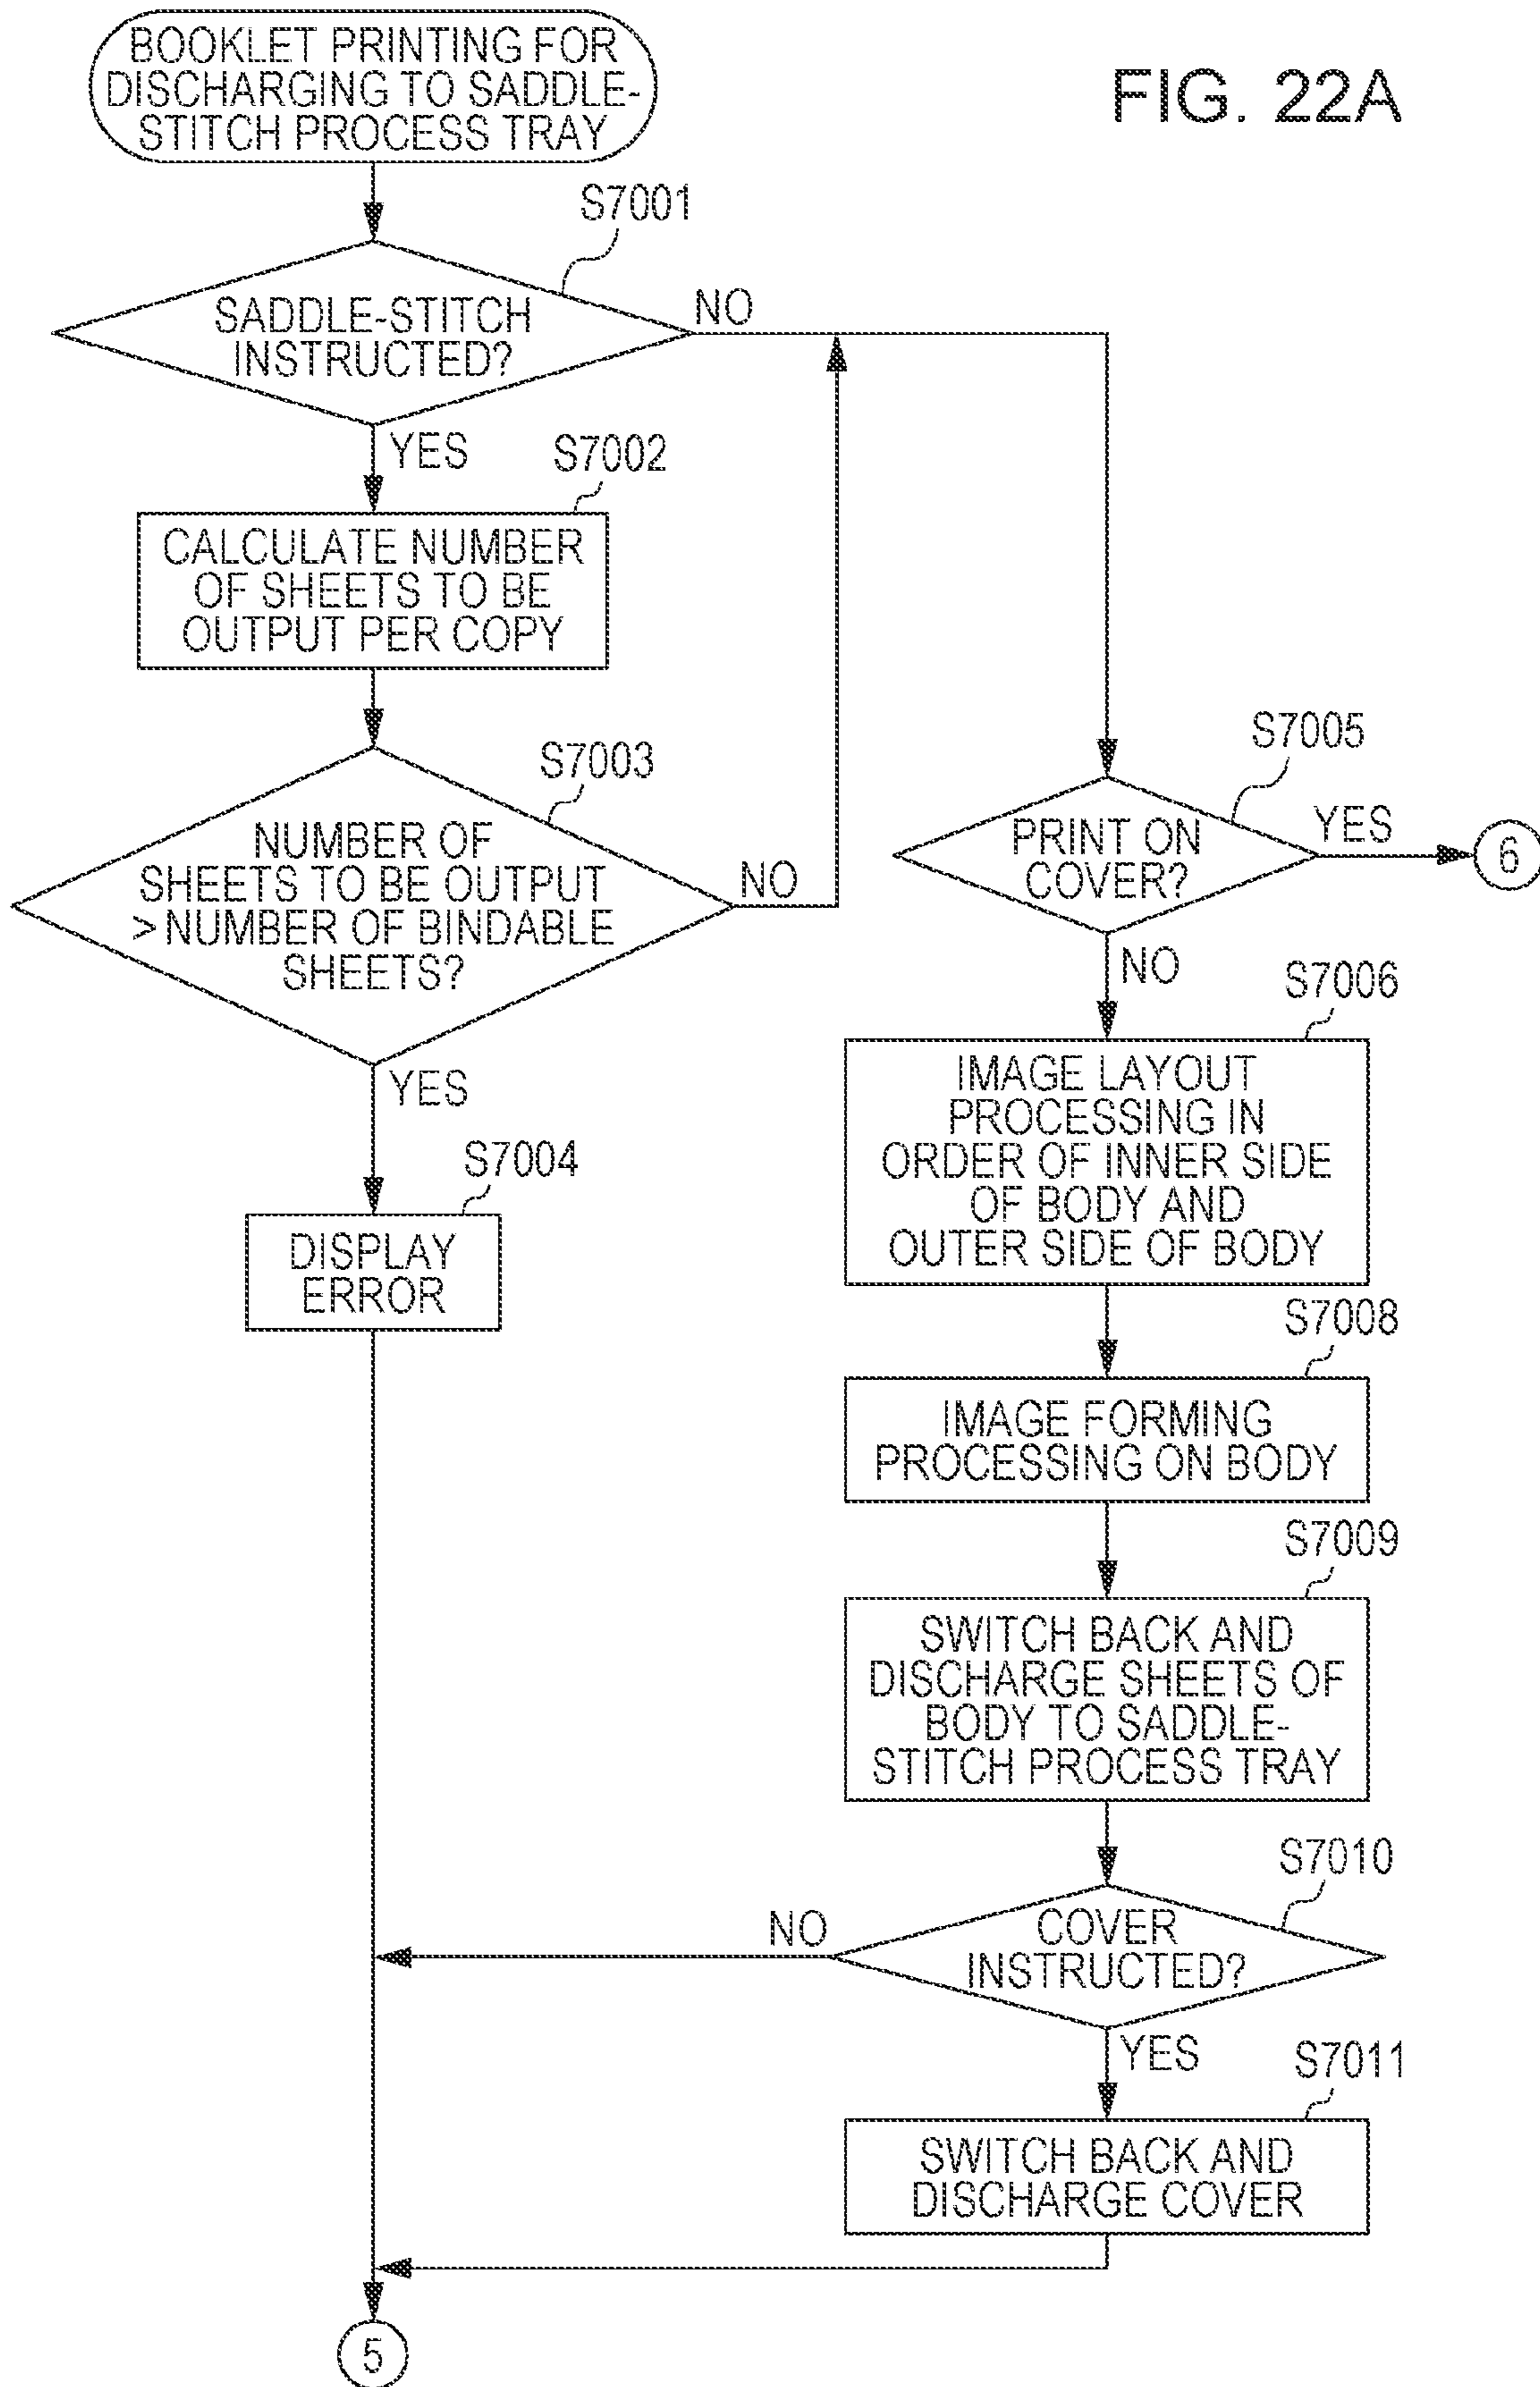 FIG. 22A
BOOKLET PRINTING FOR
DISCHARGING TO SADDLE-
STITCH PROCESS TRAY
S7001
SADDLE-STITCH
INSTRUCTED?
NO
YES
S7002
CALCULATE NUMBER
OF SHEETS TO BE
OUTPUT PER COPY
S7003
NUMBER OF
SHEETS TO BE OUTPUT
> NUMBER OF BINDABLE
SHEETS?
NO
YES
S7004
DISPLAY
ERROR
S7005
PRINT ON
COVER?
YES
6
NO
S7006
IMAGE LAYOUT
PROCESSING IN
ORDER OF INNER SIDE
OF BODY AND
OUTER SIDE OF BODY
S7008
IMAGE FORMING
PROCESSING ON BODY
S7009
SWITCH BACK AND
DISCHARGE SHEETS OF
BODY TO SADDLE-
STITCH PROCESS TRAY
S7010
COVER
INSTRUCTED?
NO
YES
S7011
SWITCH BACK AND
DISCHARGE COVER
5